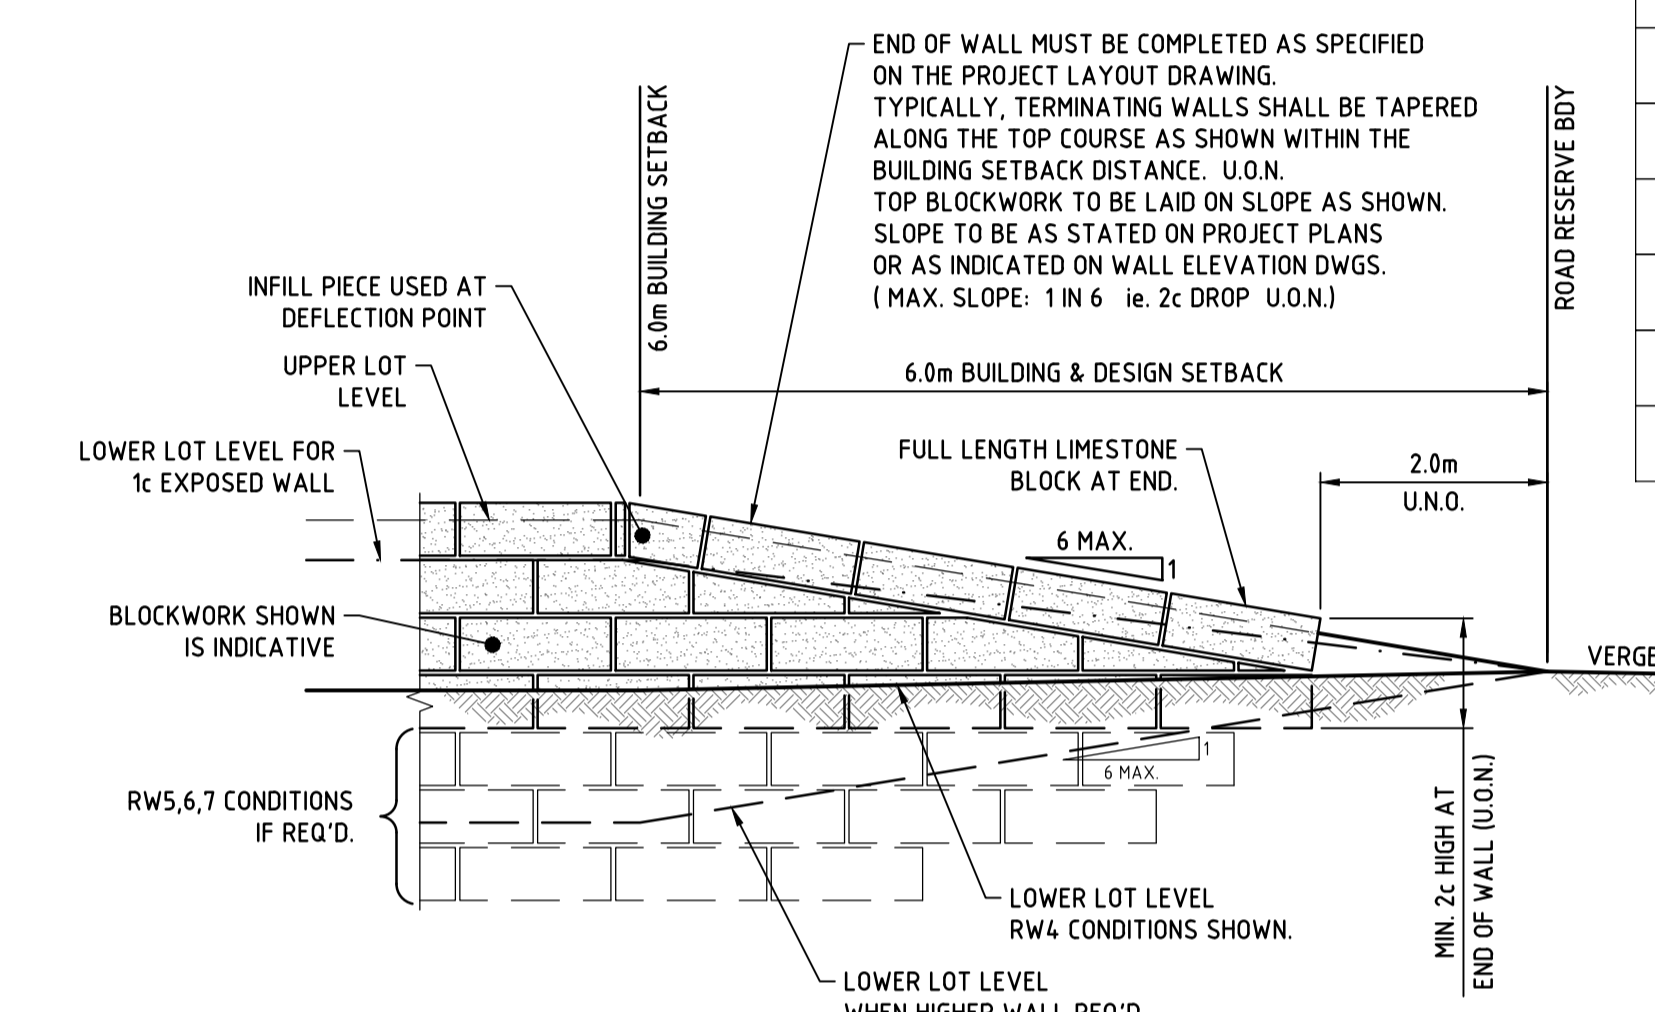 END OF WALL MUST BE COMPLETED AS SPECIFIED
ON THE PROJECT LAYOUT DRAWING.
TYPICALLY, TERMINATING WALLS SHALL BE TAPERED
ALONG THE TOP COURSE AS SHOWN WITHIN THE
BUILDING SETBACK DISTANCE. U.O.N.
TOP BLOCKWORK TO BE LAID ON SLOPE AS SHOWN.
SLOPE TO BE AS STATED ON PROJECT PLANS
OR AS INDICATED ON WALL ELEVATION DWGS.
( MAX. SLOPE: 1 IN 6 ie. 2c DROP U.O.N.)
6.0m BUILDING SETBACK
ROAD RESERVE BDY
INFILL PIECE USED AT
DEFLECTION POINT
UPPER LOT
LEVEL
6.0m BUILDING & DESIGN SETBACK
LOWER LOT LEVEL FOR
1c EXPOSED WALL
FULL LENGTH LIMESTONE
BLOCK AT END.
2.0m
U.N.O.
6 MAX.
1
BLOCKWORK SHOWN
IS INDICATIVE
VERGE
1
6 MAX.
RW5,6,7 CONDITIONS
IF REQ'D.
MIN. 2c HIGH AT
END OF WALL (U.O.N.)
LOWER LOT LEVEL
RW4 CONDITIONS SHOWN.
LOWER LOT LEVEL
WHEN HIGHER WALL REQ'D